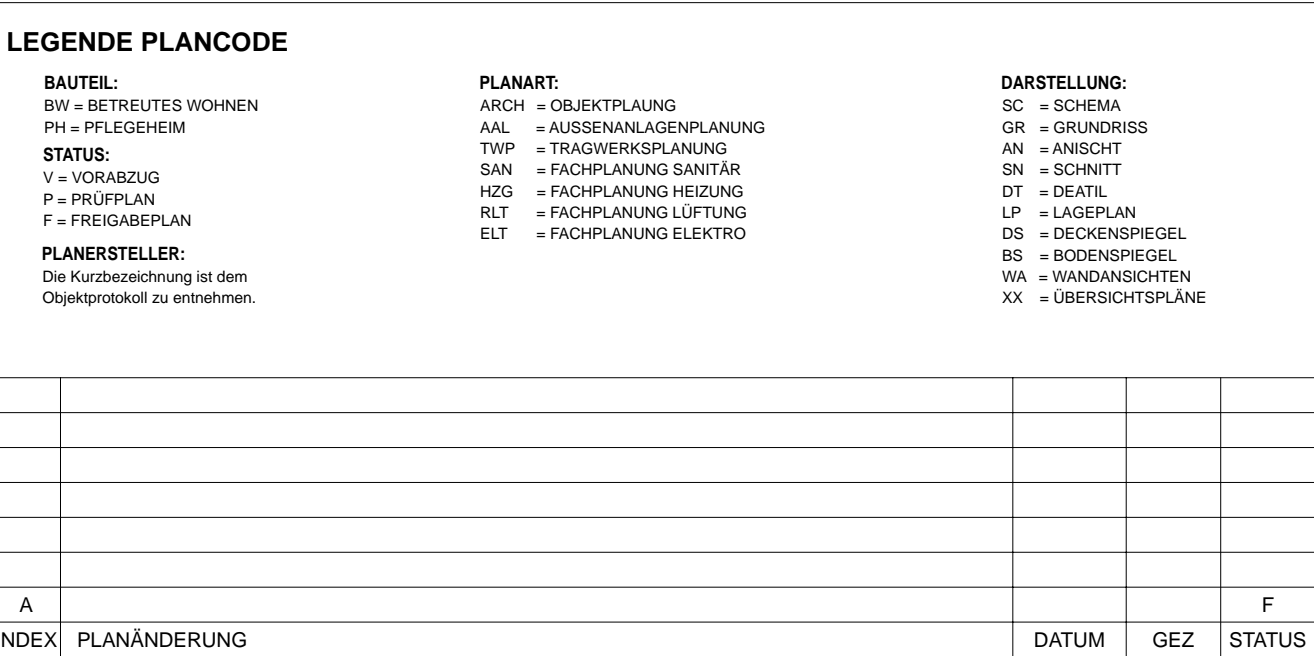 LEGENDE PLANCODE
BAUTEIL:
BW = BETREUTES WOHNEN
PH = PFLEGEHEIM
STATUS:
V = VORABZUG
P = PRÜFPLAN
F = FREIGABEPLAN
PLANERSTELLER:
Die Kurzbezeichnung ist dem
Objektprotokoll zu entnehmen.
PLANART:
ARCH = OBJEKTPLAUNG
AAL = AUSSENANLAGENPLANUNG
TWP = TRAGWERKSPLANUNG
SAN = FACHPLANUNG SANITÄR
HZG = FACHPLANUNG HEIZUNG
RLT = FACHPLANUNG LÜFTUNG
ELT = FACHPLANUNG ELEKTRO
DARSTELLUNG:
SC = SCHEMA
GR = GRUNDRISS
AN = ANISCHT
SN = SCHNITT
DT = DEATIL
LP = LAGEPLAN
DS = DECKENSPIEGEL
BS = BODENSPIEGEL
WA = WANDANSICHTEN
XX = ÜBERSICHTSPLÄNE
A F
NDEX PLANÄNDERUNG DATUM GEZ STATUS